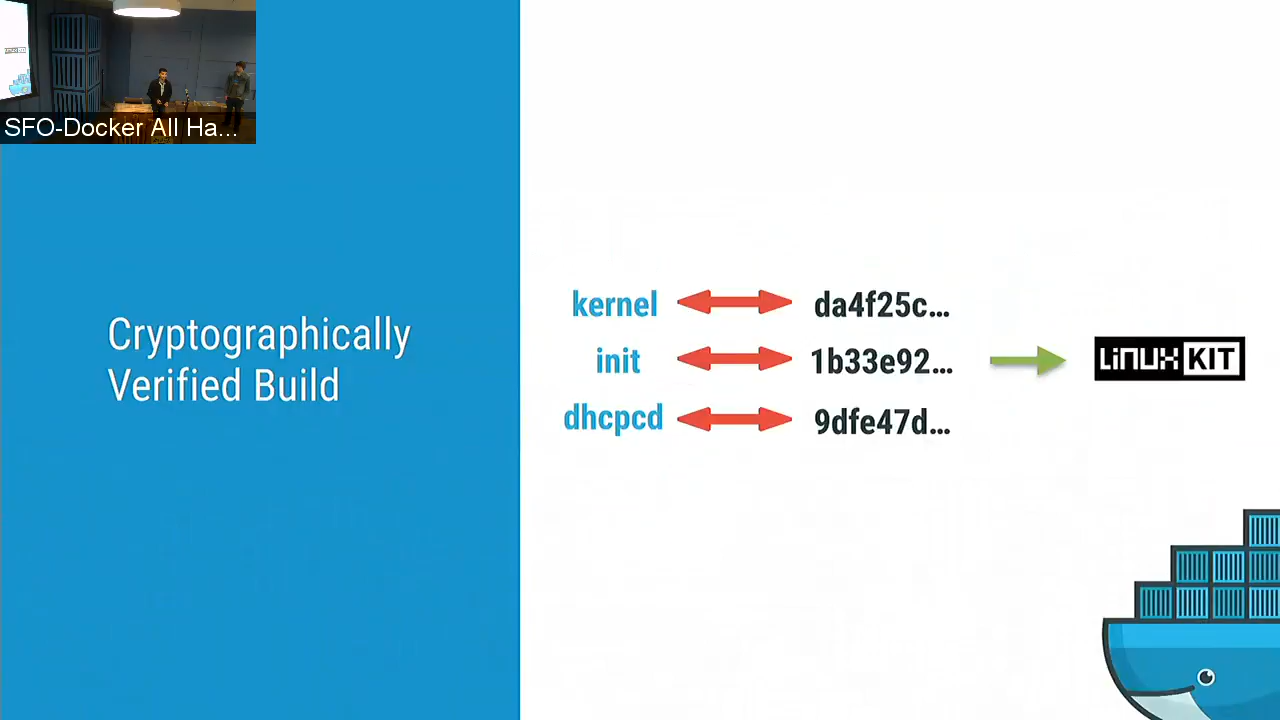 SFO-Docker All Ha...
Cryptographically
Verified Build
kernel
da4f25c...
init
1b33e92...
dhcpcd
9dfe47d...
LINUX KIT